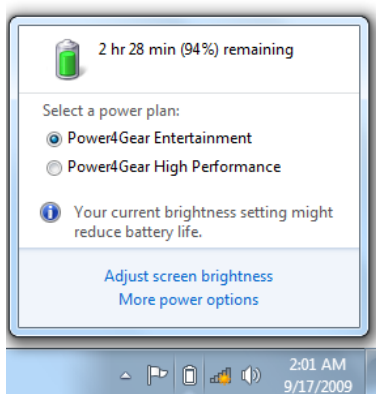 2 hr 28 min (94%) remaining
Select a power plan:
Power4Gear Entertainment
Power4Gear High Performance
Your current brightness setting might
reduce battery life.
Adjust screen brightness
More power options
2:01 AM
9/17/2009